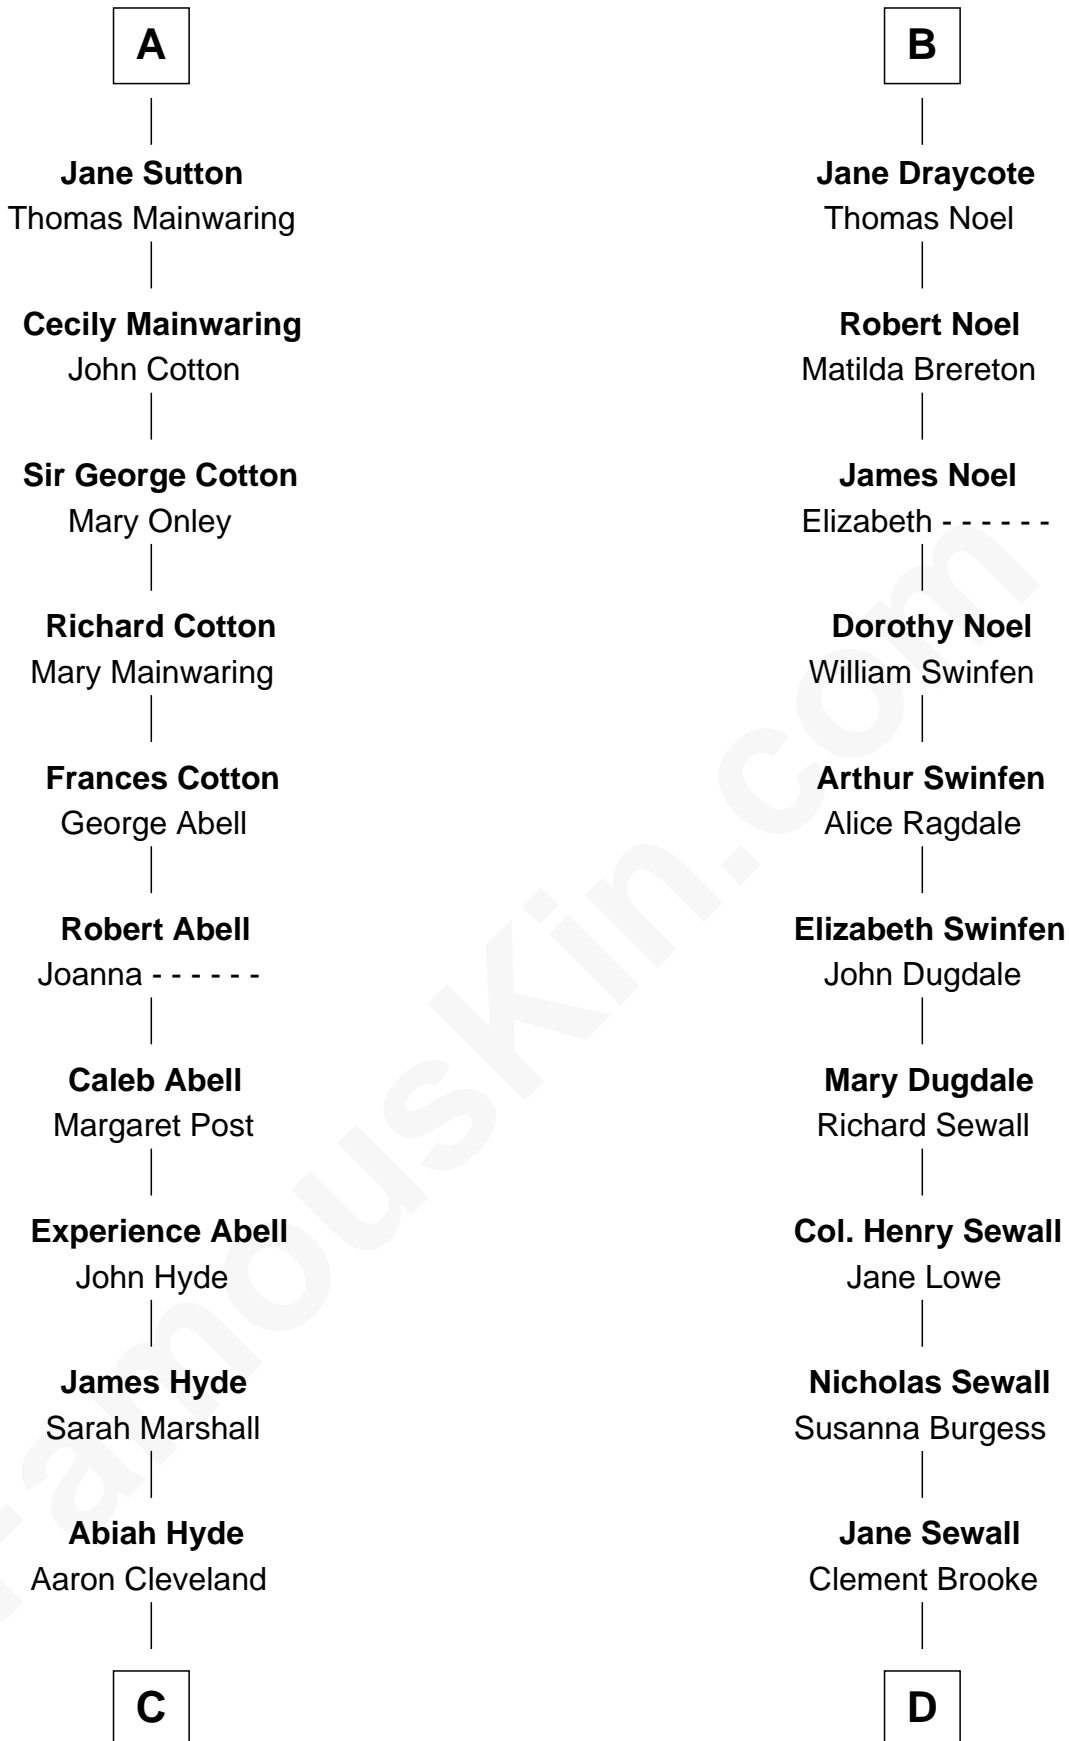 A
Jane Sutton
Thomas Mainwaring
Cecily Mainwaring
John Cotton
Sir George Cotton
Mary Onley
Richard Cotton
Mary Mainwaring
Frances Cotton
George Abell
Robert Abell
Joanna - - - - - -
Caleb Abell
Margaret Post
Experience Abell
John Hyde
James Hyde
Sarah Marshall
Abiah Hyde
Aaron Cleveland
C
B
Jane Draycote
Thomas Noel
Robert Noel
Matilda Brereton
James Noel
Elizabeth - - - - - -
Dorothy Noel
William Swinfen
Arthur Swinfen
Alice Ragdale
Elizabeth Swinfen
John Dugdale
Mary Dugdale
Richard Sewall
Col. Henry Sewall
Jane Lowe
Nicholas Sewall
Susanna Burgess
Jane Sewall
Clement Brooke
D
FamousKin.com